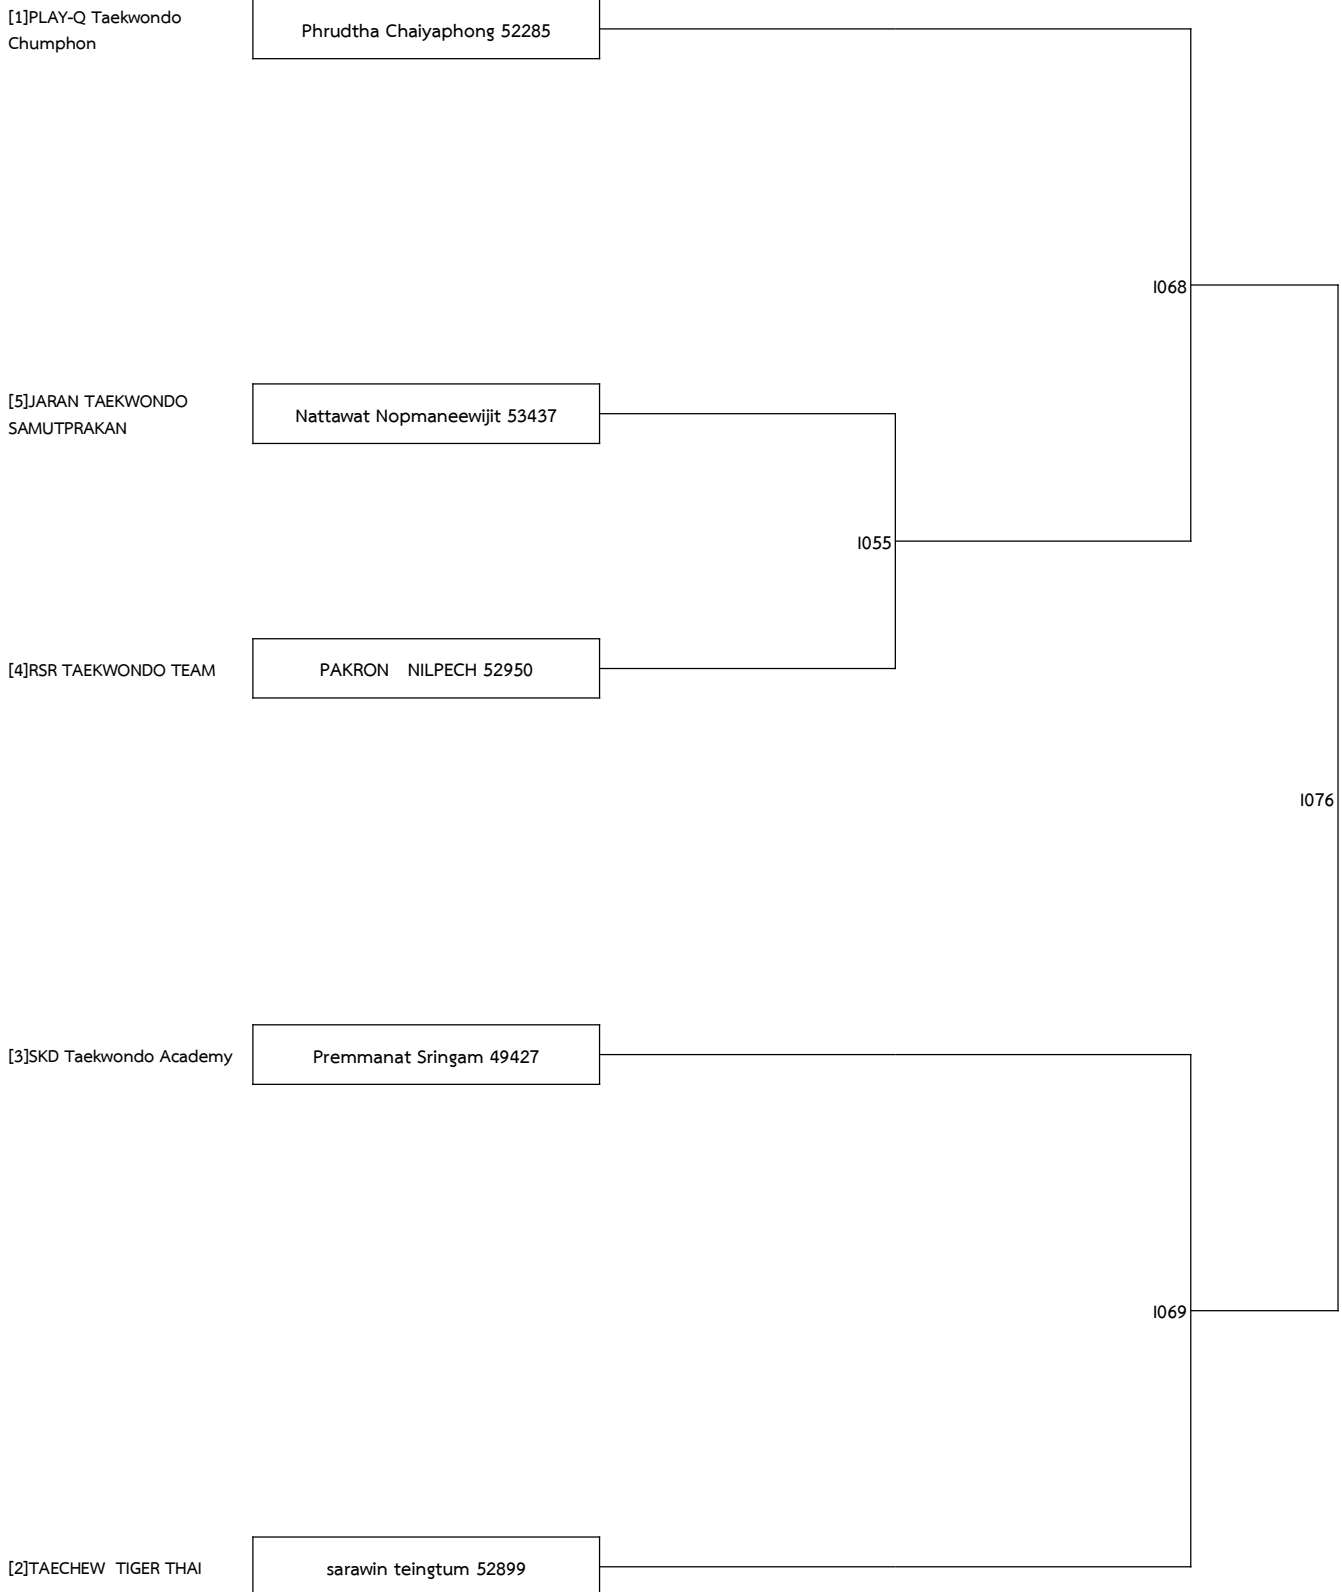 [1]PLAY-Q Taekwondo
Chumphon
Phrudtha Chaiyaphong 52285
I068
[5]JARAN TAEKWONDO
SAMUTPRAKAN
Nattawat Nopmaneewijit 53437
I055
[4]RSR TAEKWONDO TEAM
PAKRON   NILPECH 52950
I076
[3]SKD Taekwondo Academy
Premmanat Sringam 49427
I069
[2]TAECHEW  TIGER THAI
sarawin teingtum 52899